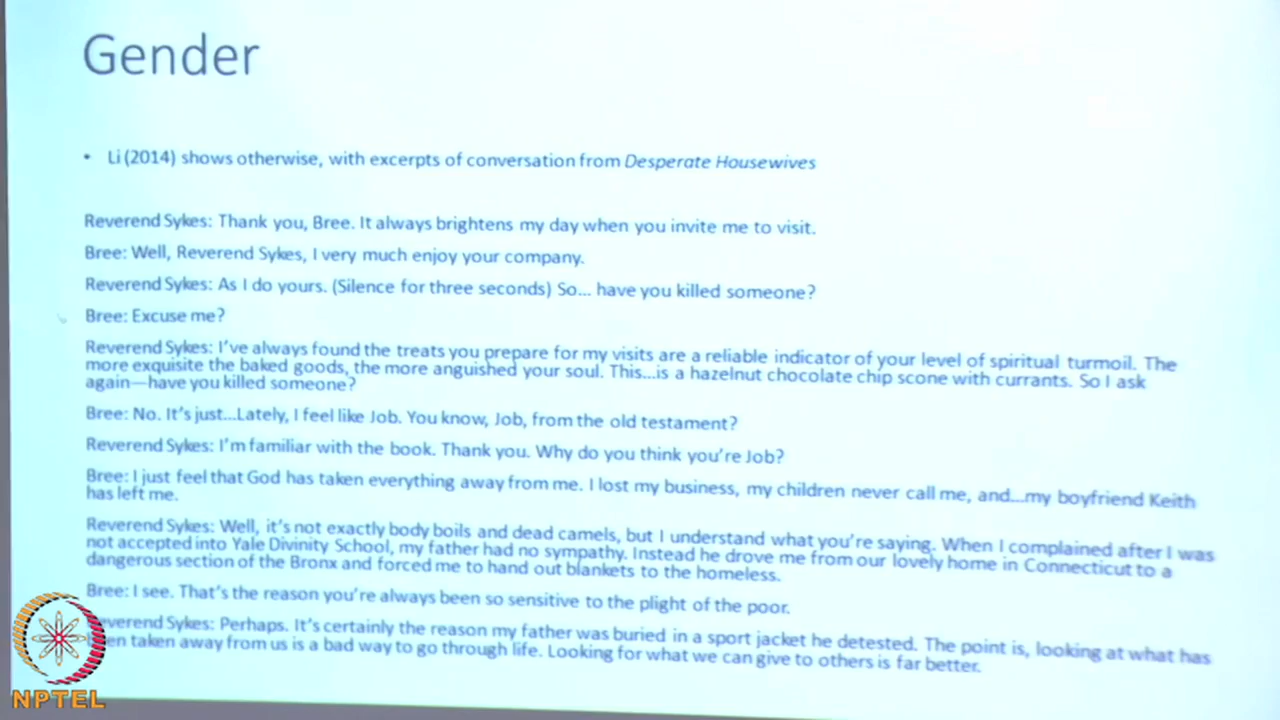 Gender
• Li (2014) shows otherwise, with excerpts of conversation from Desperate Housewives
Reverend Sykes: Thank you, Bree. It always brightens my day when you invite me to visit.
Bree: Well, Reverend Sykes, I very much enjoy your company.
Reverend Sykes: As I do yours. (Silence for three seconds) So... have you killed someone?
Bree: Excuse me?
Reverend Sykes: I've always found the treats you prepare for my visits are a reliable indicator of your level of spiritual turmoil. The
more exquisite the baked goods, the more anguished your soul. This...is a hazelnut chocolate chip scone with currants. So I ask
again—have you killed someone?
Bree: No. It's just...Lately, I feel like Job. You know, Job, from the old testament?
Reverend Sykes: I'm familiar with the book. Thank you. Why do you think you're Job?
Bree: I just feel that God has taken everything away from me. I lost my business, my children never call me, and...my boyfriend Keith
has left me.
Reverend Sykes: Well, it's not exactly body boils and dead camels, but I understand what you're saying. When I complained after I was
not accepted into Yale Divinity School, my father had no sympathy. Instead he drove me from our lovely home in Connecticut to a
dangerous section of the Bronx and forced me to hand out blankets to the homeless.
Bree: I see. That's the reason you're always been so sensitive to the plight of the poor.
everend Sykes: Perhaps. It's certainly the reason my father was buried in a sport jacket he detested. The point is, looking at what has
en taken away from us is a bad way to go through life. Looking for what we can give to others is far better.
NPTEL